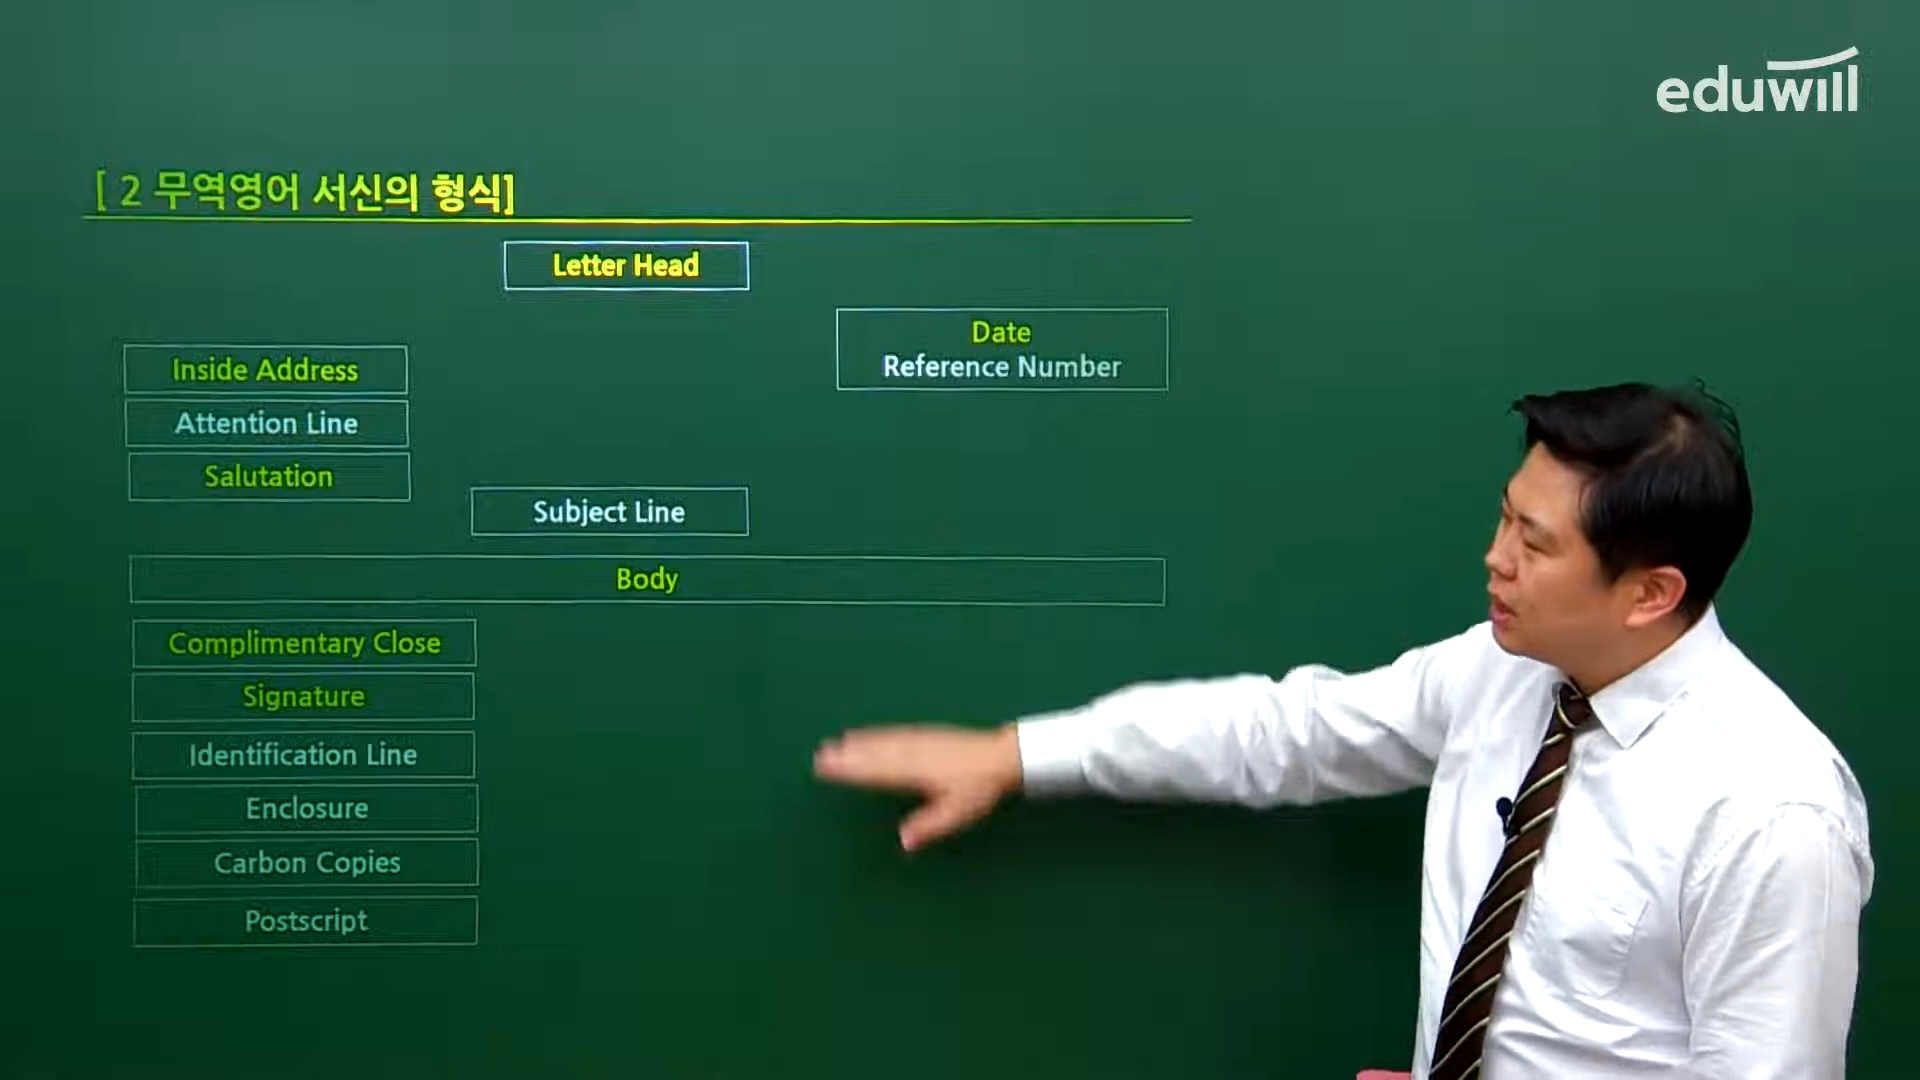 eduwill
[ 2 무역영어 서신의 형식]
Letter Head
Date
Reference Number
Inside Address
Attention Line
Salutation
Subject Line
Body
Complimentary Close
Signature
Identification Line
Enclosure
Carbon Copies
Postscript